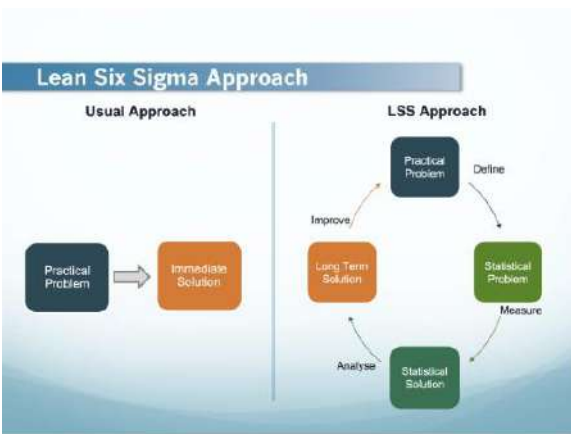 Lean Six Sigma Approach
Usual Approach
Practical
Problem
Immediate
Solution
LSS Approach
Practical
Problem
Define
Statistical
Problem
Measure
Statistical
Solution
Analyse
Long Term
Solution
Improve